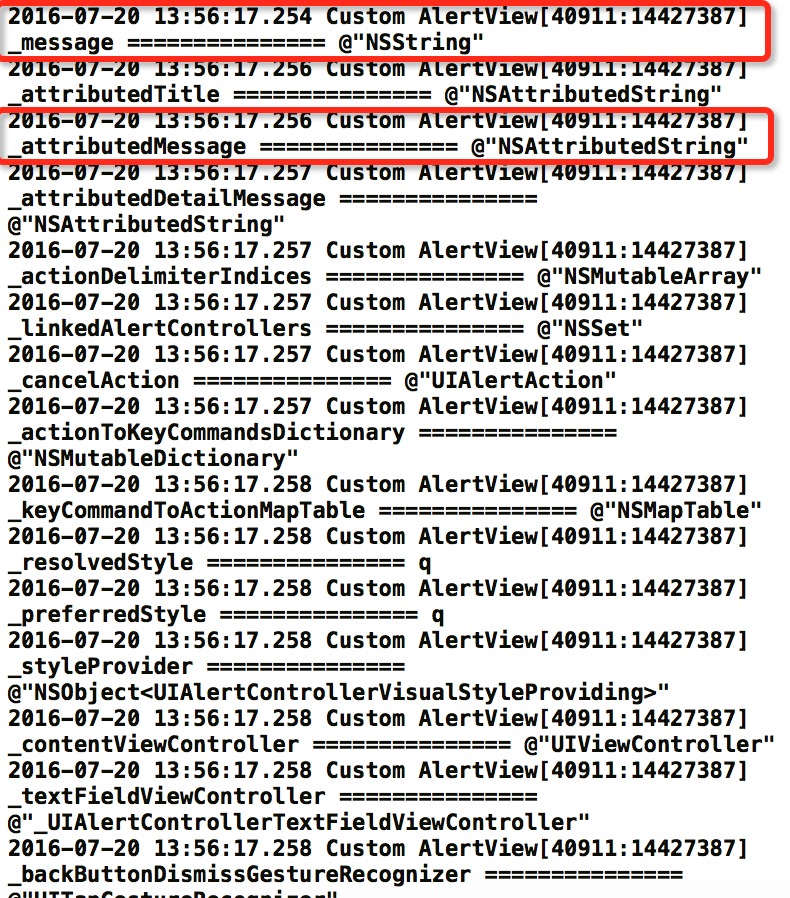 2016-07-20 13:56:17.254 Custom AlertView[40911:14427387]
_message =============== @"NSString"
2016-07-20 13:56:17.256 Custom AlertView[40911:14427387]
_attributedTitle =============== @"NSAttributedString"
2016-07-20 13:56:17.256 Custom AlertView[40911:14427387]
_attributedMessage =============== @"NSAttributedString"
2016-07-20 13:56:17.257 Custom AlertView[40911:14427387]
_attributedDetailMessage ===============
@"NSAttributedString"
2016-07-20 13:56:17.257 Custom AlertView[40911:14427387]
_actionDelimiterIndices =============== @"NSMutableArray"
2016-07-20 13:56:17.257 Custom AlertView[40911:14427387]
_linkedAlertControllers =============== @"NSSet"
2016-07-20 13:56:17.257 Custom AlertView[40911:14427387]
_cancelAction =============== @"UIAlertAction"
2016-07-20 13:56:17.257 Custom AlertView[40911:14427387]
_actionToKeyCommandsDictionary ===============
@"NSMutableDictionary"
2016-07-20 13:56:17.258 Custom AlertView[40911:14427387]
_keyCommandToActionMapTable =============== @"NSMapTable"
2016-07-20 13:56:17.258 Custom AlertView[40911:14427387]
_resolvedStyle =============== q
2016-07-20 13:56:17.258 Custom AlertView[40911:14427387]
_preferredStyle =============== q
2016-07-20 13:56:17.258 Custom AlertView[40911:14427387]
_styleProvider ===============
@"NSObject<UIAlertControllerVisualStyleProviding>"
2016-07-20 13:56:17.258 Custom AlertView[40911:14427387]
_contentViewController =============== @"UIViewController"
2016-07-20 13:56:17.258 Custom AlertView[40911:14427387]
_textFieldViewController ===============
@"_UIAlertControllerTextFieldViewController"
2016-07-20 13:56:17.258 Custom AlertView[40911:14427387]
_backButtonDismissGestureRecognizer ===============
@"UITapGestureRecognizer"